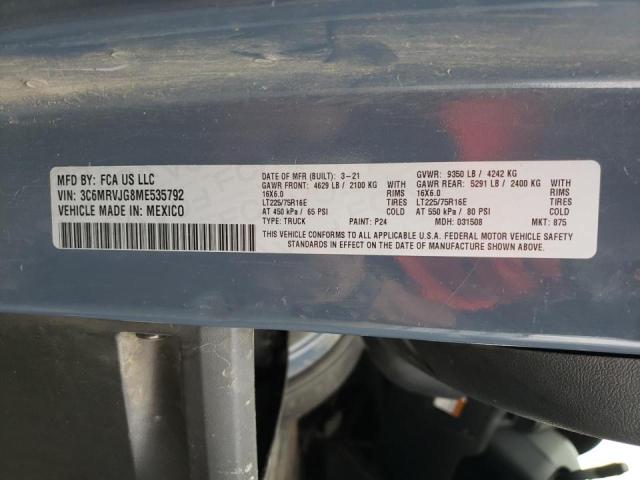 MFD BY: FCA US LLC
VIN: 3C6MRVJG8ME535792
VEHICLE MADE IN: MEXICO
DATE OF MFR (BUILT): 3-21 GVWR: 9350 LB / 4242 KG
GAWR FRONT: 4629 LB / 2100 KG WITH GAWR REAR: 5291 LB / 2400 KG WITH
16X6.0 RIMS 16X6.0 RIMS
LT225/75R16E TIRES LT225/75R16E TIRES
AT 450 kPa / 65 PSI AT 550 kPa / 80 PSI
TYPE: TRUCK PAINT: P24 MDH: 031508 MKT: 875
THIS VEHICLE CONFORMS TO ALL APPLICABLE U.S.A. FEDERAL MOTOR VEHICLE SAFETY
STANDARDS IN EFFECT ON THE DATE OF MANUFACTURE SHOWN ABOVE.